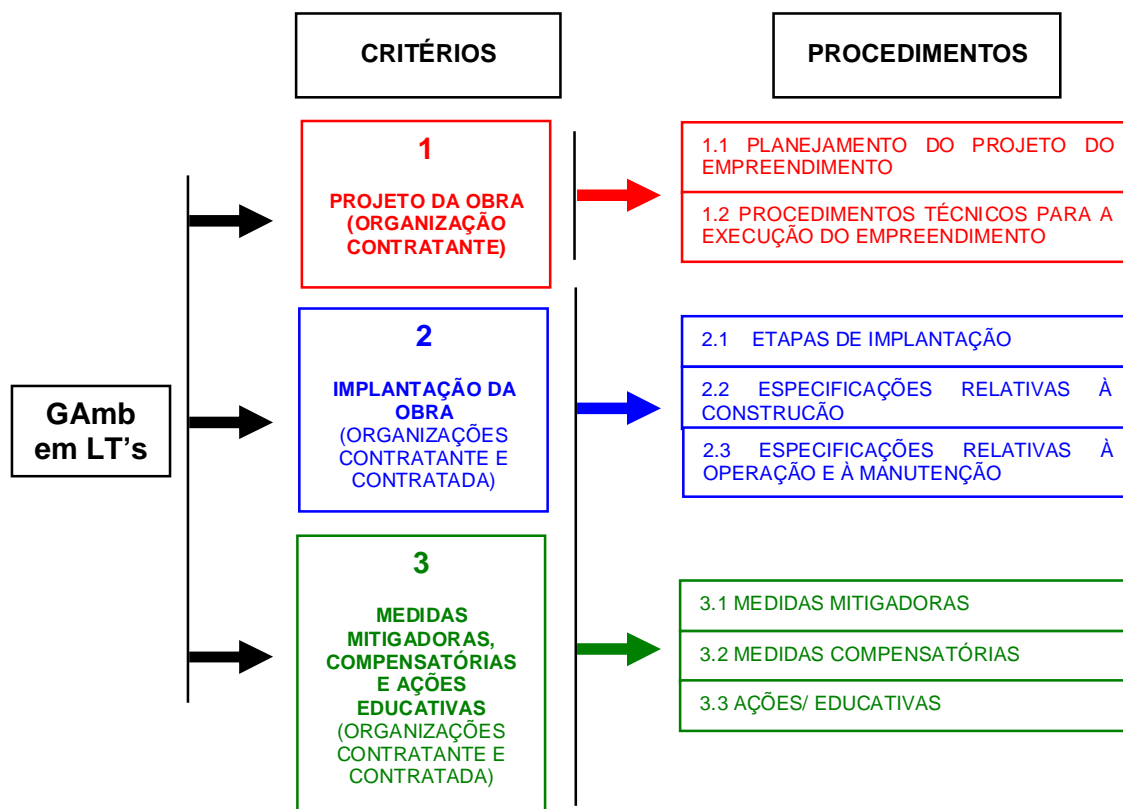 CRITÉRIOS
PROCEDIMENTOS
GAmb
em LT’s
1
PROJETO DA OBRA
(ORGANIZAÇÃO
CONTRATANTE)
1.1 PLANEJAMENTO DO PROJETO DO
EMPREENDIMENTO
1.2 PROCEDIMENTOS TÉCNICOS PARA A
EXECUÇÃO DO EMPREENDIMENTO
2
IMPLANTAÇÃO DA
OBRA
(ORGANIZAÇÕES
CONTRATANTE E
CONTRATADA)
2.1 ETAPAS DE IMPLANTAÇÃO
2.2 ESPECIFICAÇÕES RELATIVAS À
CONSTRUCÃO
2.3 ESPECIFICAÇÕES RELATIVAS À
OPERAÇÃO E À MANUTENÇÃO
3
MEDIDAS
MITIGADORAS,
COMPENSATÓRIAS
E AÇÕES
EDUCATIVAS
(ORGANIZAÇÕES
CONTRATANTE E
CONTRATADA)
3.1 MEDIDAS MITIGADORAS
3.2 MEDIDAS COMPENSATÓRIAS
3.3 AÇÕES/ EDUCATIVAS